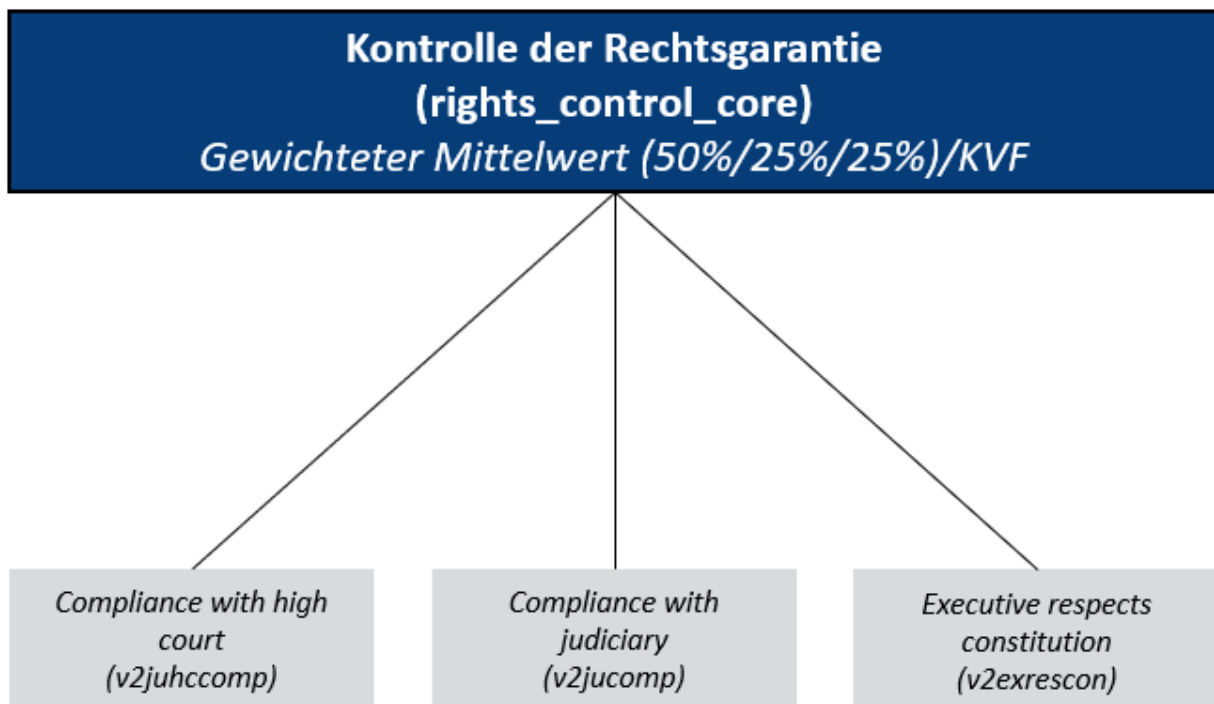 Kontrolle der Rechtsgarantie
(rights_control_core)
Gewichteter Mittelwert (50%/25%/25%)/KVF
Compliance with high
court
(v2juhccomp)
Compliance with
judiciary
(v2jucomp)
Executive respects
constitution
(v2exrescon)